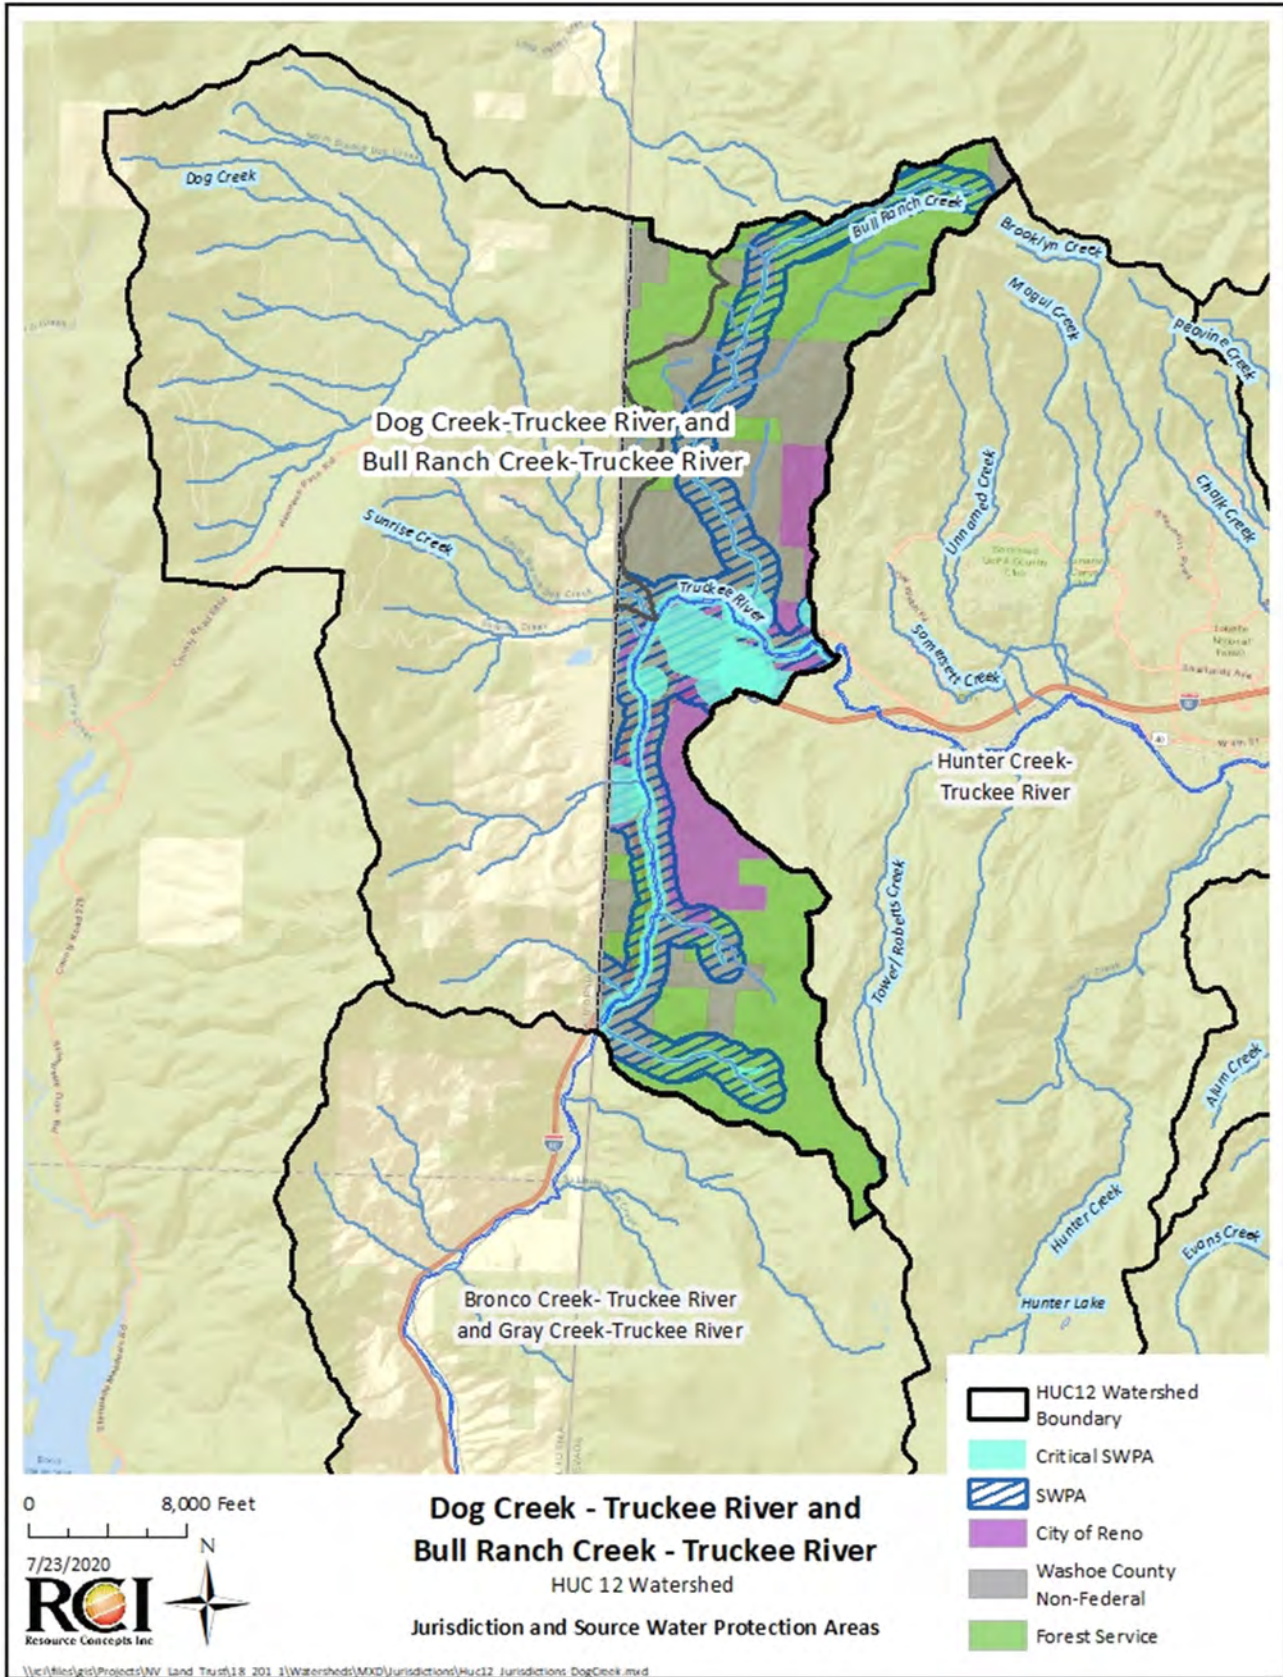 Dog Creek
Bull Ranch Creek
Brooklyn Creek
Mogul Creek
Peavine Creek
Dog Creek-Truckee River and
Bull Ranch Creek-Truckee River
Sunrise Creek
Unnamed Creek
Chalk Creek
Truckee River
Somersett Creek
Hunter Creek-
Truckee River
Tower/Roberts Creek
Alum Creek
Hunter Creek
Evans Creek
Hunter Lake
Bronco Creek- Truckee River
and Gray Creek-Truckee River
HUC12 Watershed
Boundary
Critical SWPA
SWPA
City of Reno
Washoe County
Non-Federal
Forest Service
0 8,000 Feet
N
7/23/2020
RCI
Resource Concepts Inc
Dog Creek - Truckee River and
Bull Ranch Creek - Truckee River
HUC 12 Watershed
Jurisdiction and Source Water Protection Areas